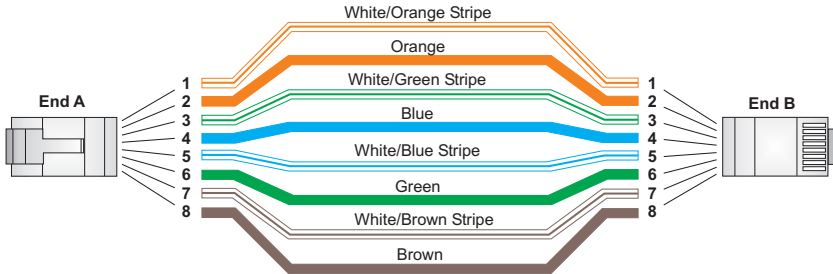 White/Orange Stripe
Orange
White/Green Stripe
Blue
White/Blue Stripe
Green
White/Brown Stripe
Brown
End A
1
2
3
4
5
6
7
8
1
2
3
4
5
6
7
8
End B